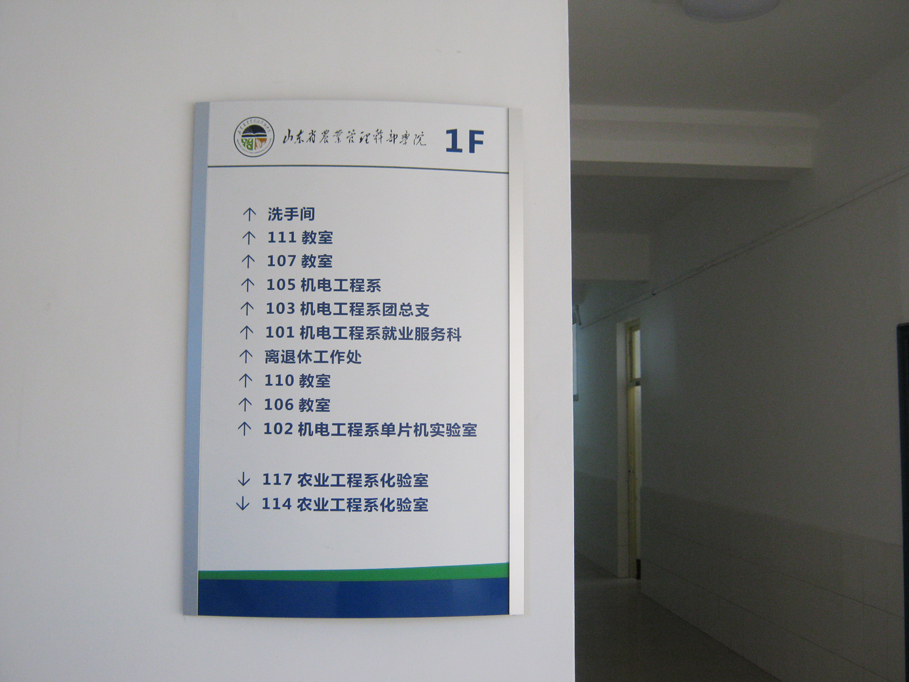 山东省农业管理干部学院 1F
↑ 洗手间
↑ 111 教室
↑ 107 教室
↑ 105 机电工程系
↑ 103 机电工程系团总支
↑ 101 机电工程系就业服务科
↑ 离退休工作处
↑ 110 教室
↑ 106 教室
↑ 102 机电工程系单片机实验室
↓ 117 农业工程系化验室
↓ 114 农业工程系化验室